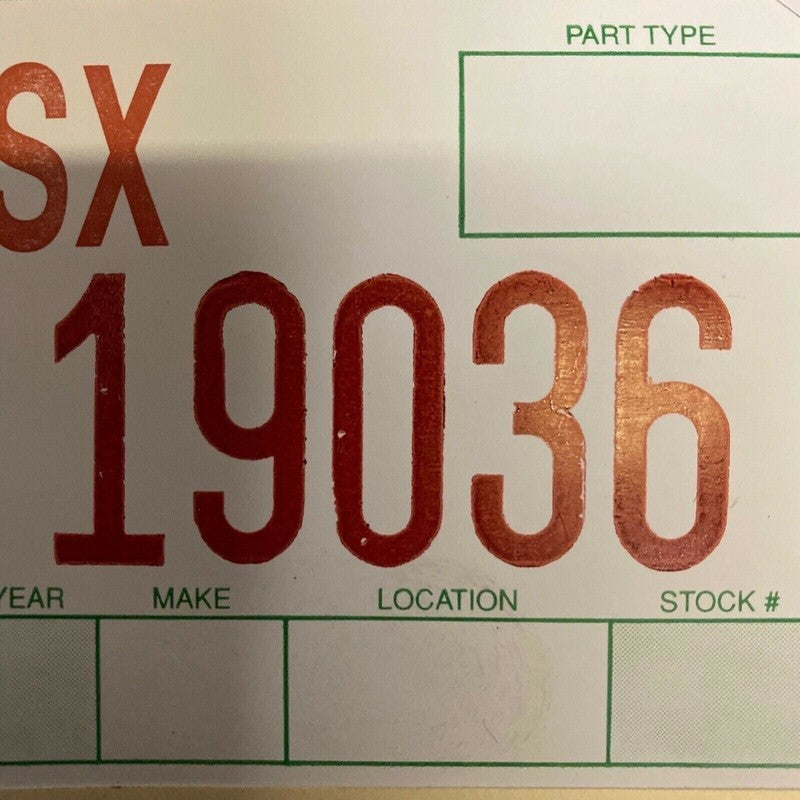 PART TYPE
SX
19036
YEAR MAKE LOCATION STOCK #